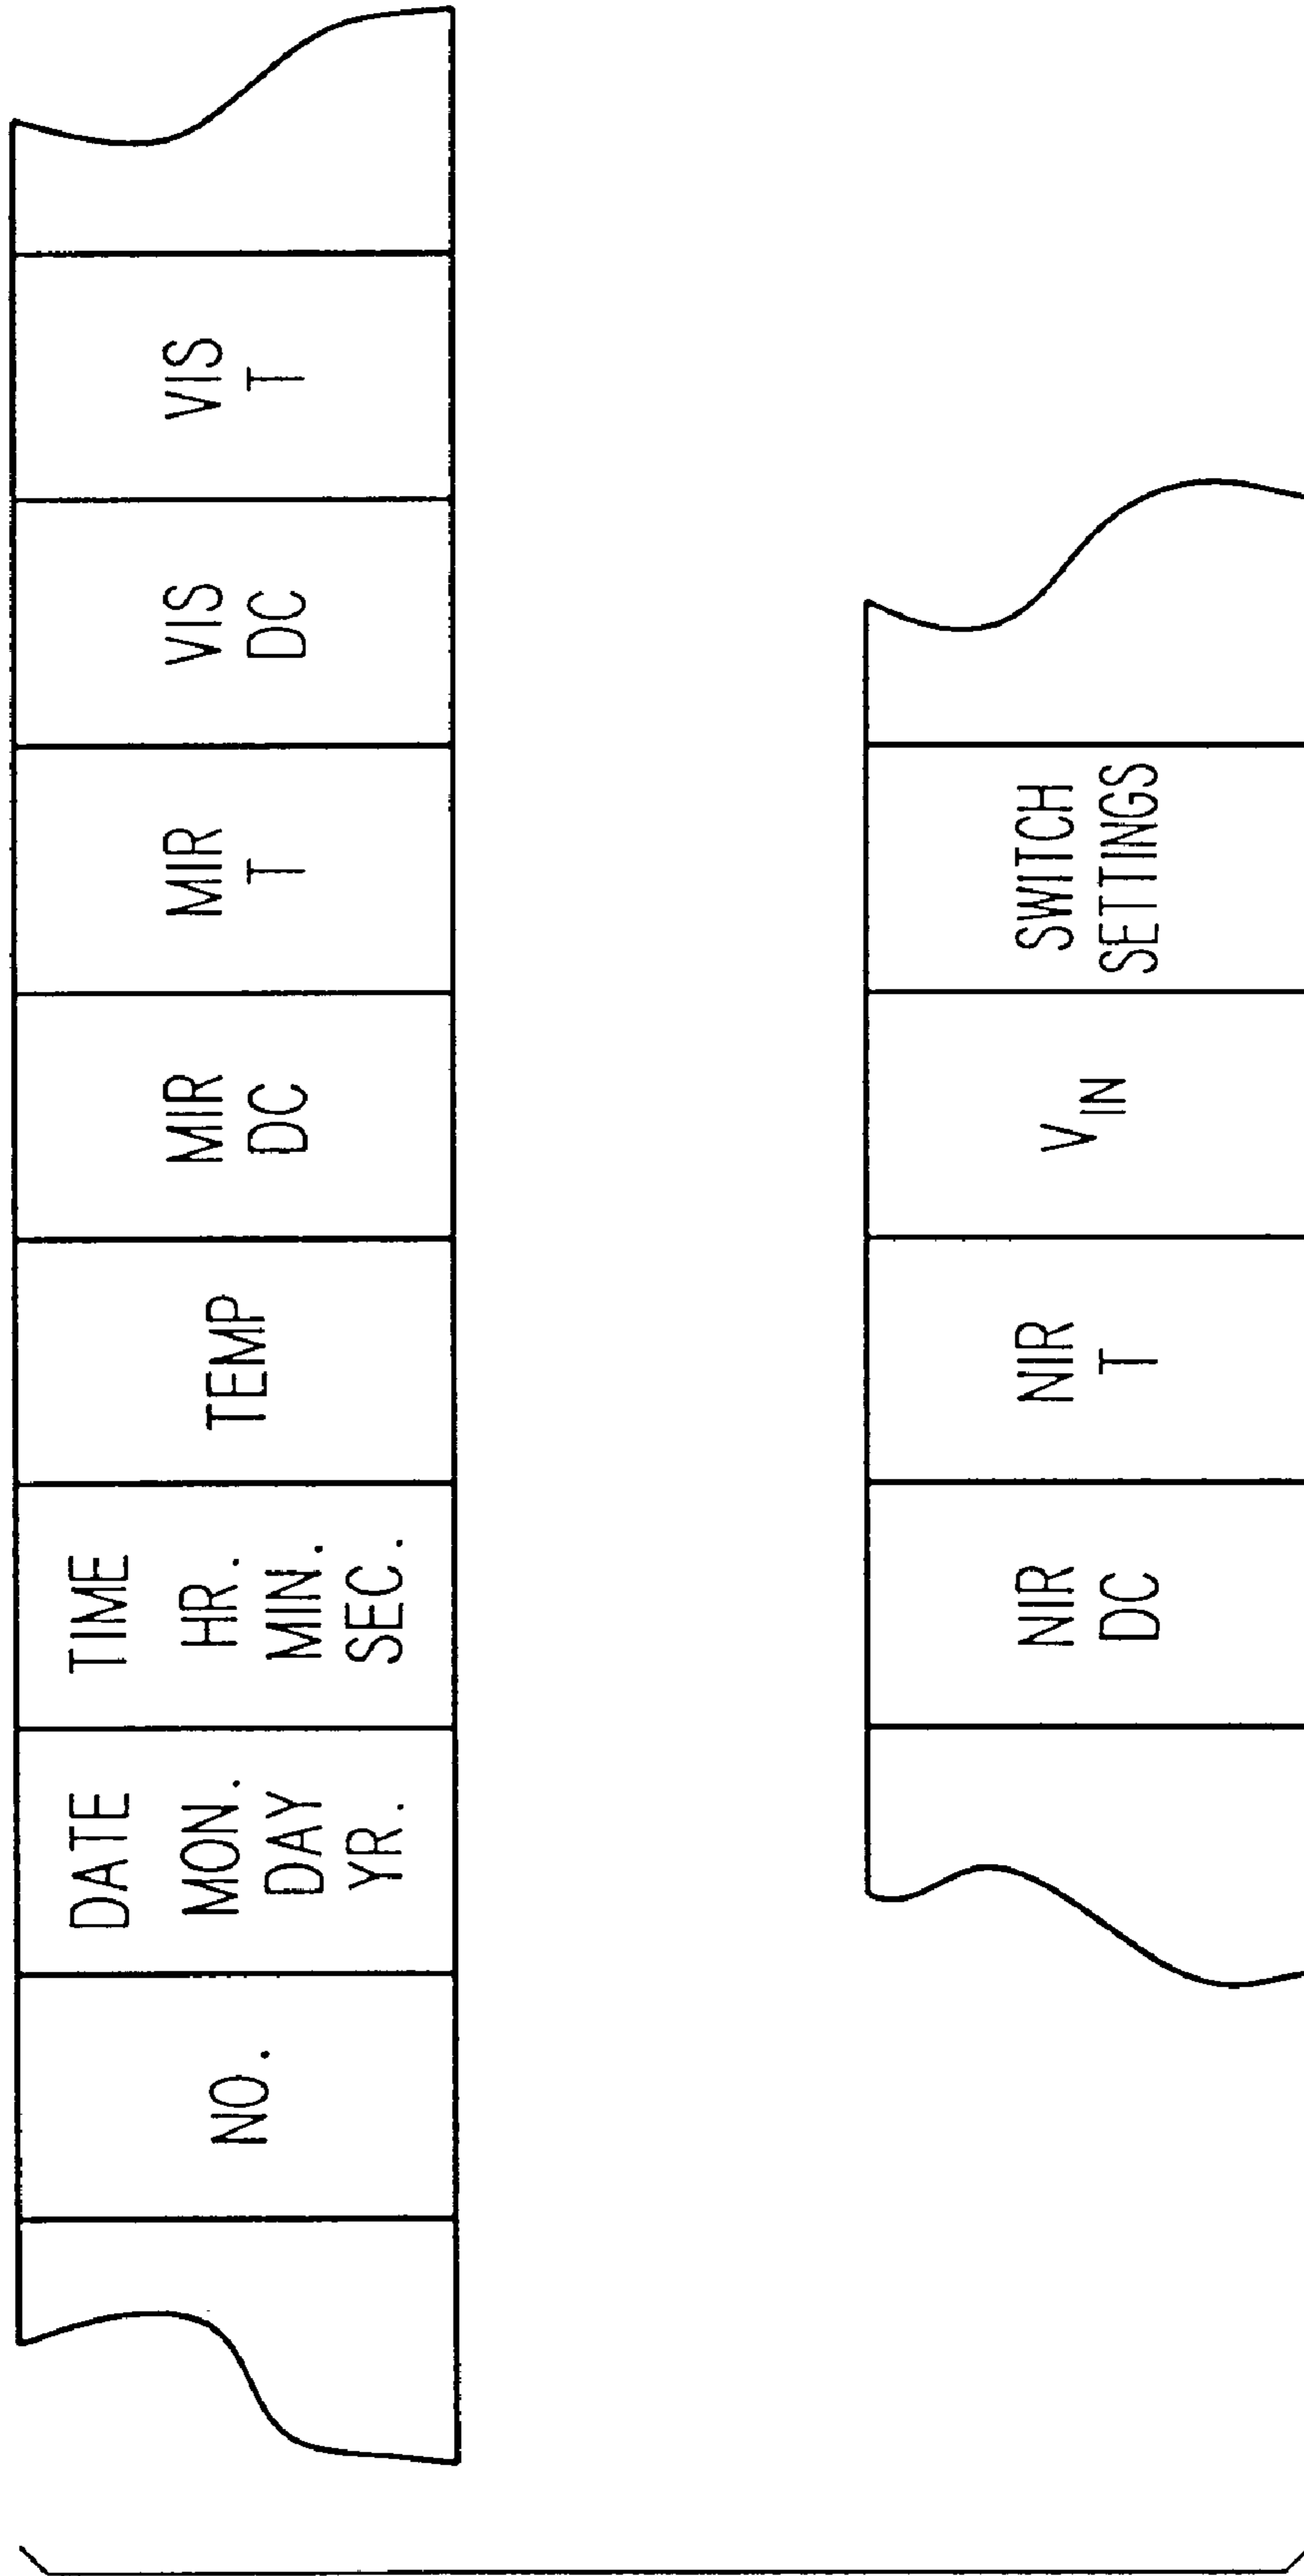 NO.
DATE
MON.
DAY
YR.
TIME
HR.
MIN.
SEC.
TEMP
MIR
DC
MIR
T
VIS
DC
VIS
T
NIR
DC
NIR
T
VIN
SWITCH
SETTINGS